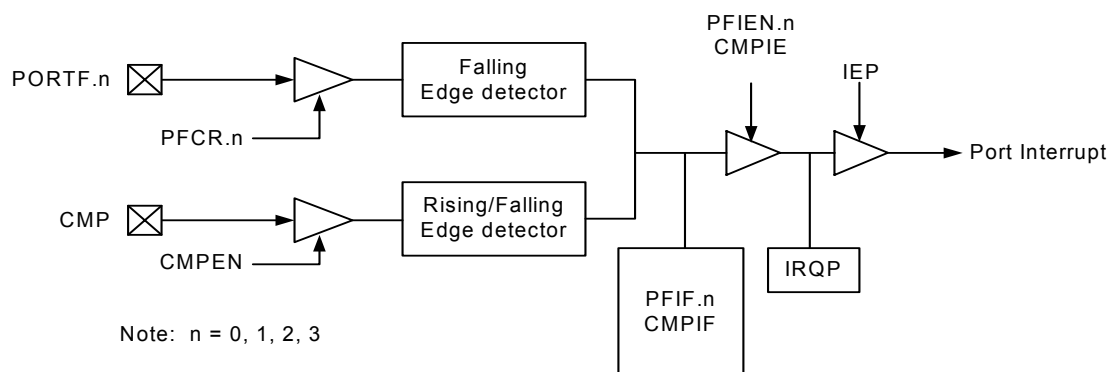 PFIEN.n
CMPIE
IEP
PORTF.n
Falling
Edge detector
PFCR.n
Port Interrupt
CMP
Rising/Falling
Edge detector
CMPEN
IRQP
PFIF.n
CMPIF
Note: n = 0, 1, 2, 3